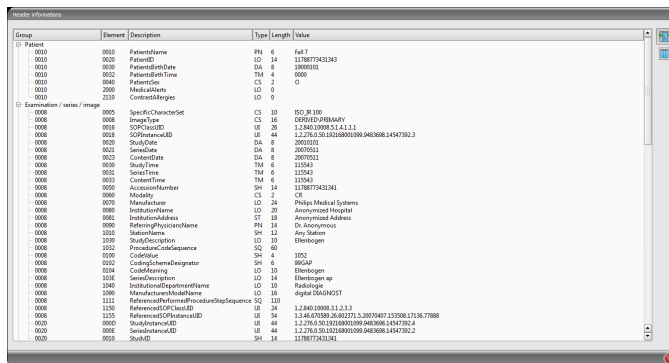 Header informations
Group Element Description Type Length Value
Patient
0010 0010 PatientsName PN 6 Fall 7
0010 0020 PatientID LO 14 11788773431343
0010 0030 PatientsBirthDate DA 8 19000101
0010 0032 PatientsBirthTime TM 4 0000
0010 0040 PatientsSex CS 2 O
0010 2000 MedicalAlerts LO 0
0010 2110 ContrastAllergies LO 0
Examination / series / image
0008 0005 SpecificCharacterSet CS 10 ISO_IR 100
0008 0008 ImageType CS 16 DERIVED\PRIMARY
0008 0016 SOPClassUID UI 26 1.2.840.10008.5.1.4.1.1.1
0008 0018 SOPInstanceUID UI 44 1.2.276.0.50.192168001099.9483698.14547392.3
0008 0020 StudyDate DA 8 20010101
0008 0021 SeriesDate DA 8 20070511
0008 0023 ContentDate DA 8 20070511
0008 0030 StudyTime TM 6 115543
0008 0031 SeriesTime TM 6 115543
0008 0033 ContentTime TM 6 115543
0008 0050 AccessionNumber SH 14 11788773431341
0008 0060 Modality CS 2 CR
0008 0070 Manufacturer LO 24 Philips Medical Systems
0008 0080 InstitutionName LO 20 Anonymized Hospital
0008 0081 InstitutionAddress ST 18 Anonymized Address
0008 0090 ReferringPhysiciansName PN 14 Dr. Anonymous
0008 1010 StationName SH 12 Any Station
0008 1030 StudyDescription LO 10 Ellenbogen
0008 1032 ProcedureCodeSequence SQ 60
0008 0100 CodeValue SH 4 1052
0008 0102 CodingSchemeDesignator SH 6 99GAP
0008 0104 CodeMeaning LO 10 Ellenbogen
0008 103E SeriesDescription LO 14 Ellenbogen ap
0008 1040 InstitutionalDepartmentName LO 10 Radiologie
0008 1090 ManufacturersModelName LO 16 digital DIAGNOST
0008 1111 ReferencedPerformedProcedureStepSequence SQ 110
0008 1150 ReferencedSOPClassUID UI 24 1.2.840.10008.3.1.2.3.3
0008 1155 ReferencedSOPInstanceUID UI 54 1.3.46.670589.26.602371.5.20070407.153508.17136.77888
0020 000D StudyInstanceUID UI 44 1.2.276.0.50.192168001099.9483698.14547392.4
0020 000E SeriesInstanceUID UI 44 1.2.276.0.50.192168001099.9483698.14547392.2
0020 0010 StudyID SH 14 11788773431341